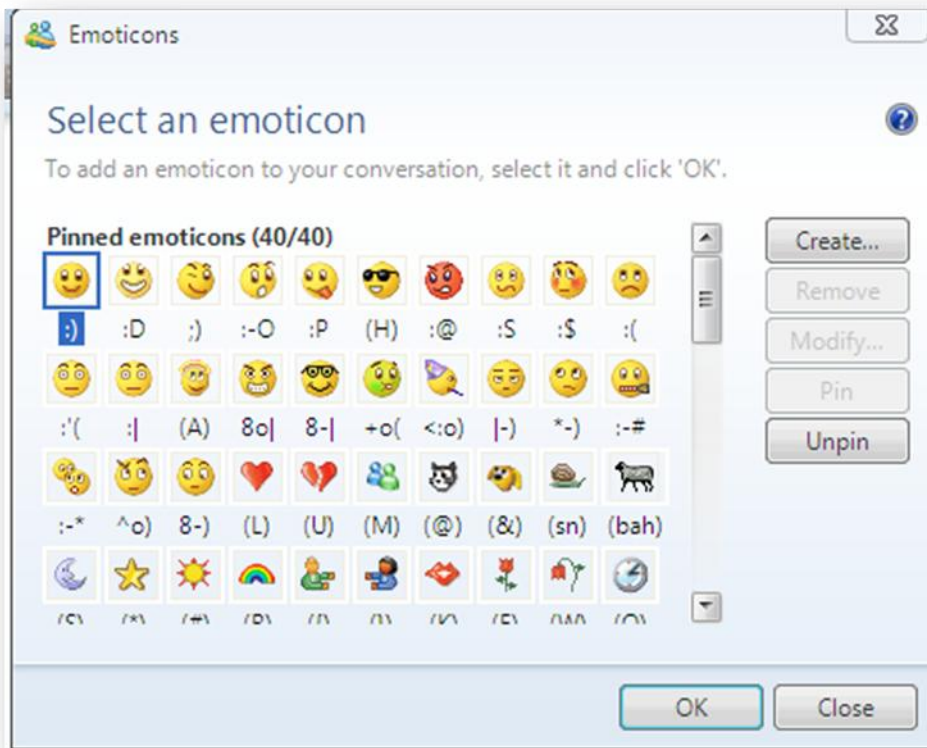 Emoticons
Select an emoticon
To add an emoticon to your conversation, select it and click 'OK'.
Pinned emoticons (40/40)
Create...
:) :D ;) :-O :P (H) :@ :S :$ :(
Remove
Modify...
Pin
:'( :| (A) 8o| 8-| +o( <:o) |-) *-) :-#
Unpin
:-* ^o) 8-) (L) (U) (M) (@) (&) (sn) (bah)
OK Close